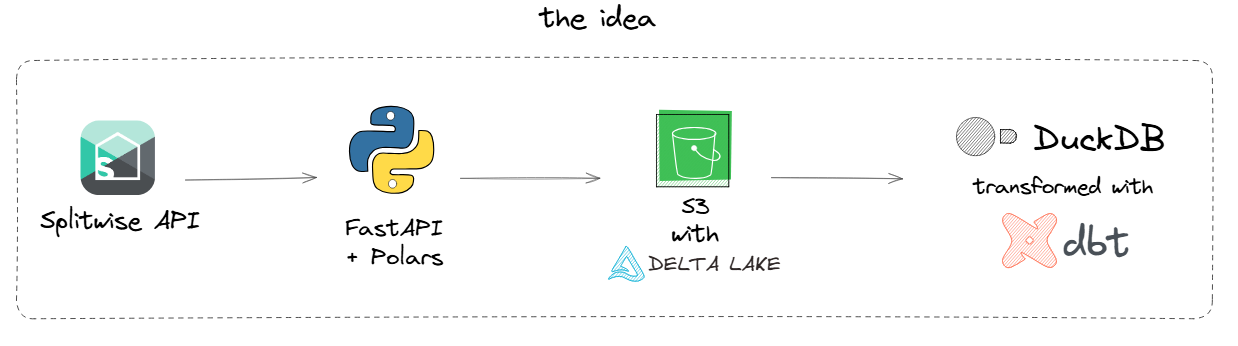 the idea
S
Splitwise API
FastAPI
+ Polars
S3
with
DELTA LAKE
DuckDB
transformed with
dbt